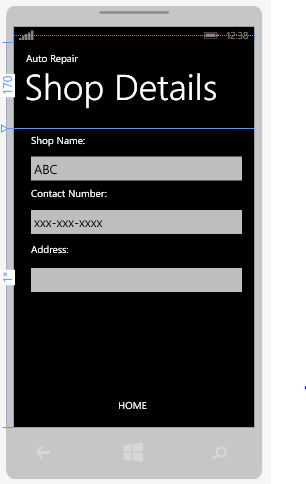 12:38
Auto Repair
Shop Details
170
Shop Name:
ABC
Contact Number:
xxx-xxx-xxxx
Address:
1*
HOME